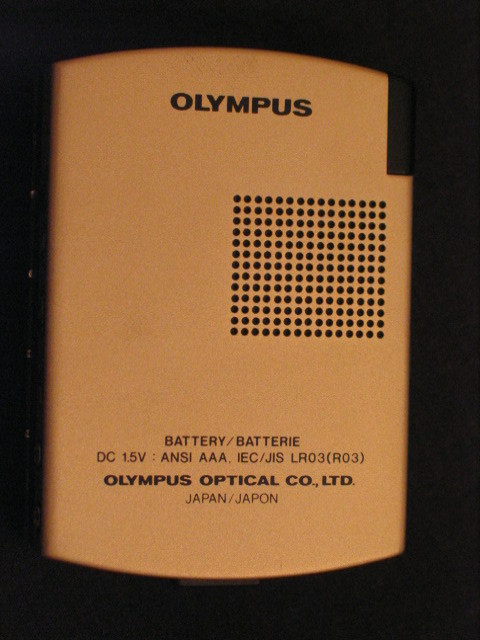 OLYMPUS
BATTERY/BATTERIE
DC 1.5V : ANSI AAA, IEC/JIS LR03(R03)
OLYMPUS OPTICAL CO., LTD.
JAPAN/JAPON